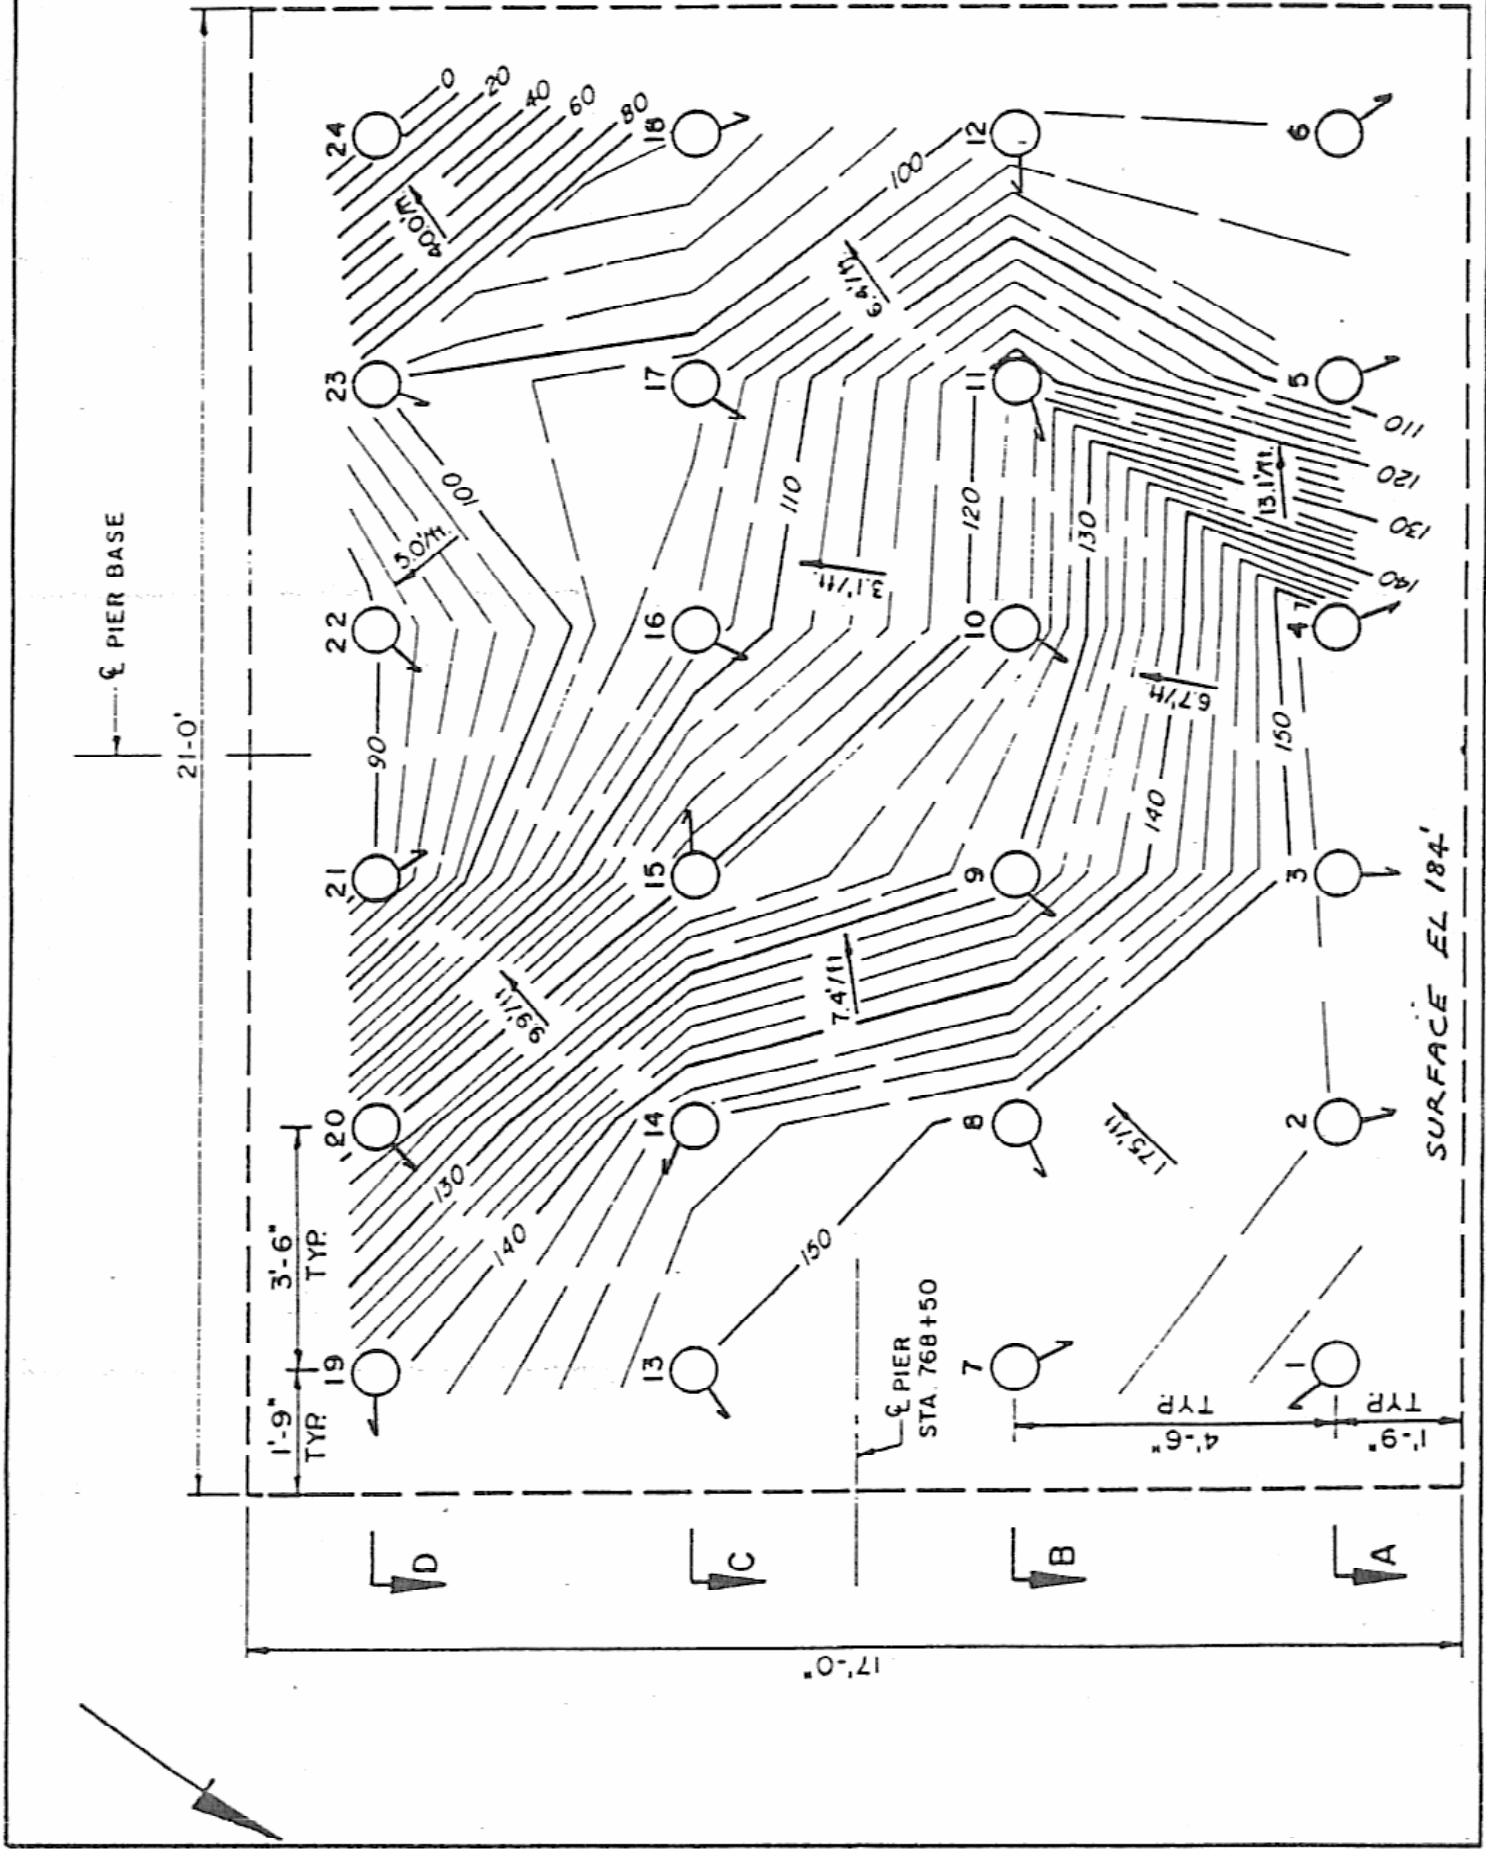 ℄ PIER BASE
21-0'
24
0
20
40
60
80
18
12
6
40.0'/ft.
100
23
17
11
5
6.4'/ft.
110
120
130
140
13.1'/ft.
100
5.0'/ft.
110
120
130
3.1'/ft.
22
16
10
4
6.7'/ft.
90
150
140
21
15
9
3
9.9'/ft
7.4'/ft
SURFACE EL 184'
20
14
8
2
1.75'/ft
130
140
150
3'-6"
TYP.
1'-9"
TYP.
19
13
7
1
℄ PIER
STA. 768+50
4'-6"
TYP.
1'-9"
TYP.
D
C
B
A
17'-0"